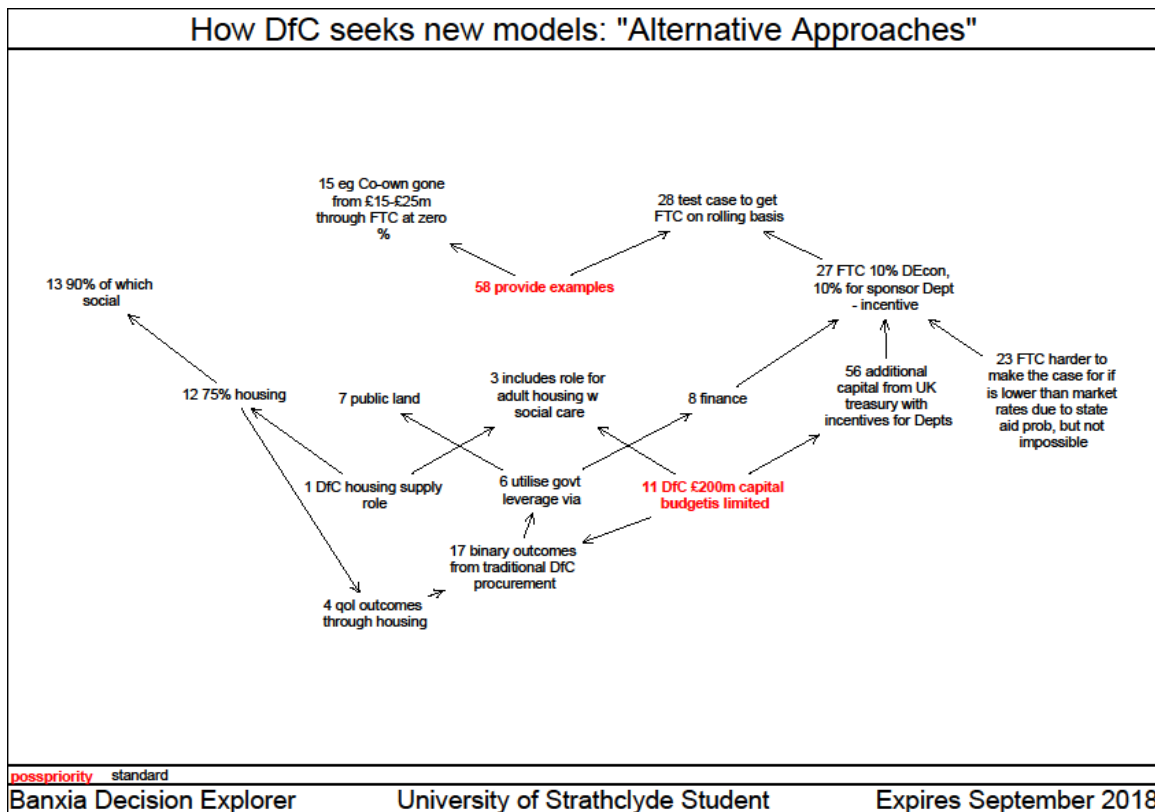 How DfC seeks new models: "Alternative Approaches"
15 eg Co-own gone
from £15-£25m
through FTC at zero
%
28 test case to get
FTC on rolling basis
58 provide examples
27 FTC 10% DEcon,
10% for sponsor Dept
- incentive
13 90% of which
social
12 75% housing
7 public land
3 includes role for
adult housing w
social care
8 finance
56 additional
capital from UK
treasury with
incentives for Depts
23 FTC harder to
make the case for if
is lower than market
rates due to state
aid prob, but not
impossible
1 DfC housing supply
role
6 utilise govt
leverage via
11 DfC £200m capital
budgetis limited
17 binary outcomes
from traditional DfC
procurement
4 qol outcomes
through housing
posspriority standard
Banxia Decision Explorer University of Strathclyde Student Expires September 2018